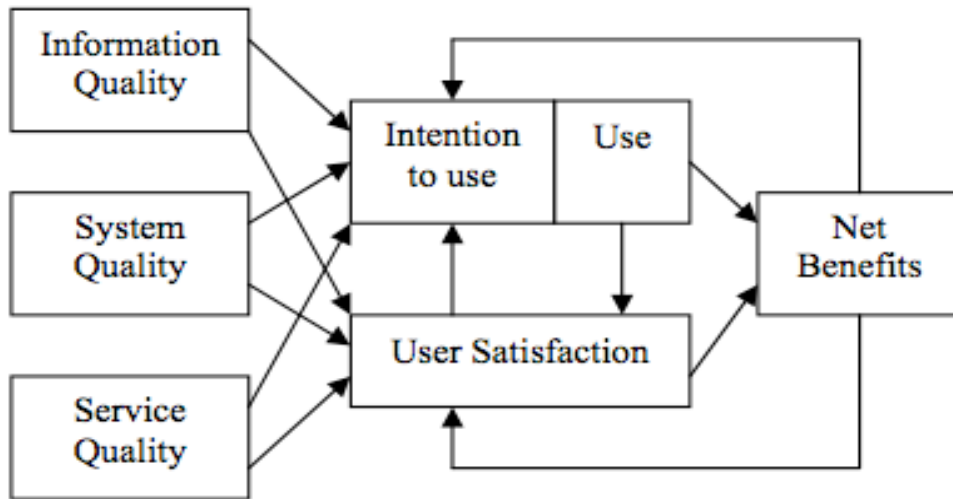 Information
Quality
System
Quality
Service
Quality
Intention
to use
Use
User Satisfaction
Net
Benefits